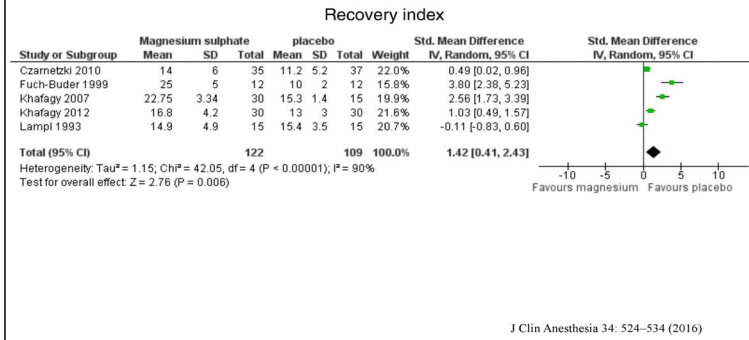 Recovery index
Magnesium sulphate placebo Std. Mean Difference Std. Mean Difference
Study or Subgroup Mean SD Total Mean SD Total Weight IV, Random, 95% CI IV, Random, 95% CI
Czarnetzki 2010 14 6 35 11.2 5.2 37 22.0% 0.49 [0.02, 0.96]
Fuch-Buder 1999 25 5 12 10 2 12 15.8% 3.80 [2.38, 5.23]
Khafagy 2007 22.75 3.34 30 15.3 1.4 15 19.9% 2.56 [1.73, 3.39]
Khafagy 2012 16.8 4.2 30 13 3 30 21.6% 1.03 [0.49, 1.57]
Lampl 1993 14.9 4.9 15 15.4 3.5 15 20.7% -0.11 [-0.83, 0.60]
Total (95% CI) 122 109 100.0% 1.42 [0.41, 2.43]
Heterogeneity: Tau² = 1.15; Chi² = 42.05, df = 4 (P < 0.00001); I² = 90%
Test for overall effect: Z = 2.76 (P = 0.006)
-10 -5 0 5 10
Favours magnesium Favours placebo
J Clin Anesthesia 34: 524–534 (2016)